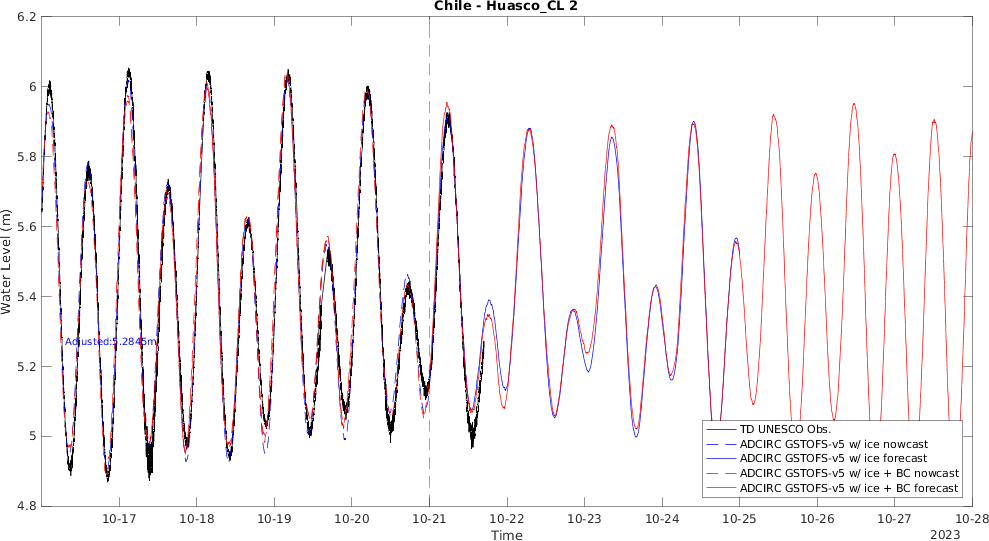 Chile - Huasco_CL 2
6.2
6
5.8
5.6
5.4
5.2
5
4.8
Water Level (m)
Adjusted:5.2845m
TD UNESCO Obs.
ADCIRC GSTOFS-v5 w/ ice nowcast
ADCIRC GSTOFS-v5 w/ ice forecast
ADCIRC GSTOFS-v5 w/ ice + BC nowcast
ADCIRC GSTOFS-v5 w/ ice + BC forecast
10-17 10-18 10-19 10-20 10-21 10-22 10-23 10-24 10-25 10-26 10-27 10-28
Time
2023